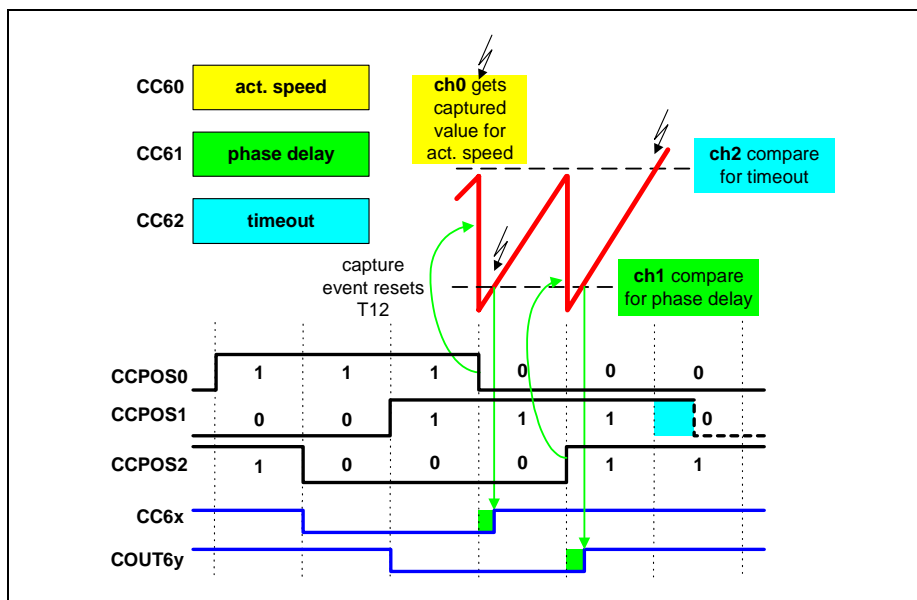 CC60
act. speed
CC61
phase delay
CC62
timeout
ch0 gets
captured
value for
act. speed
ch2 compare
for timeout
capture
event resets
T12
ch1 compare
for phase delay
CCPOS0
1 1 1 0 0 0
CCPOS1
0 0 1 1 1 0
CCPOS2
1 0 0 0 1 1
CC6x
COUT6y